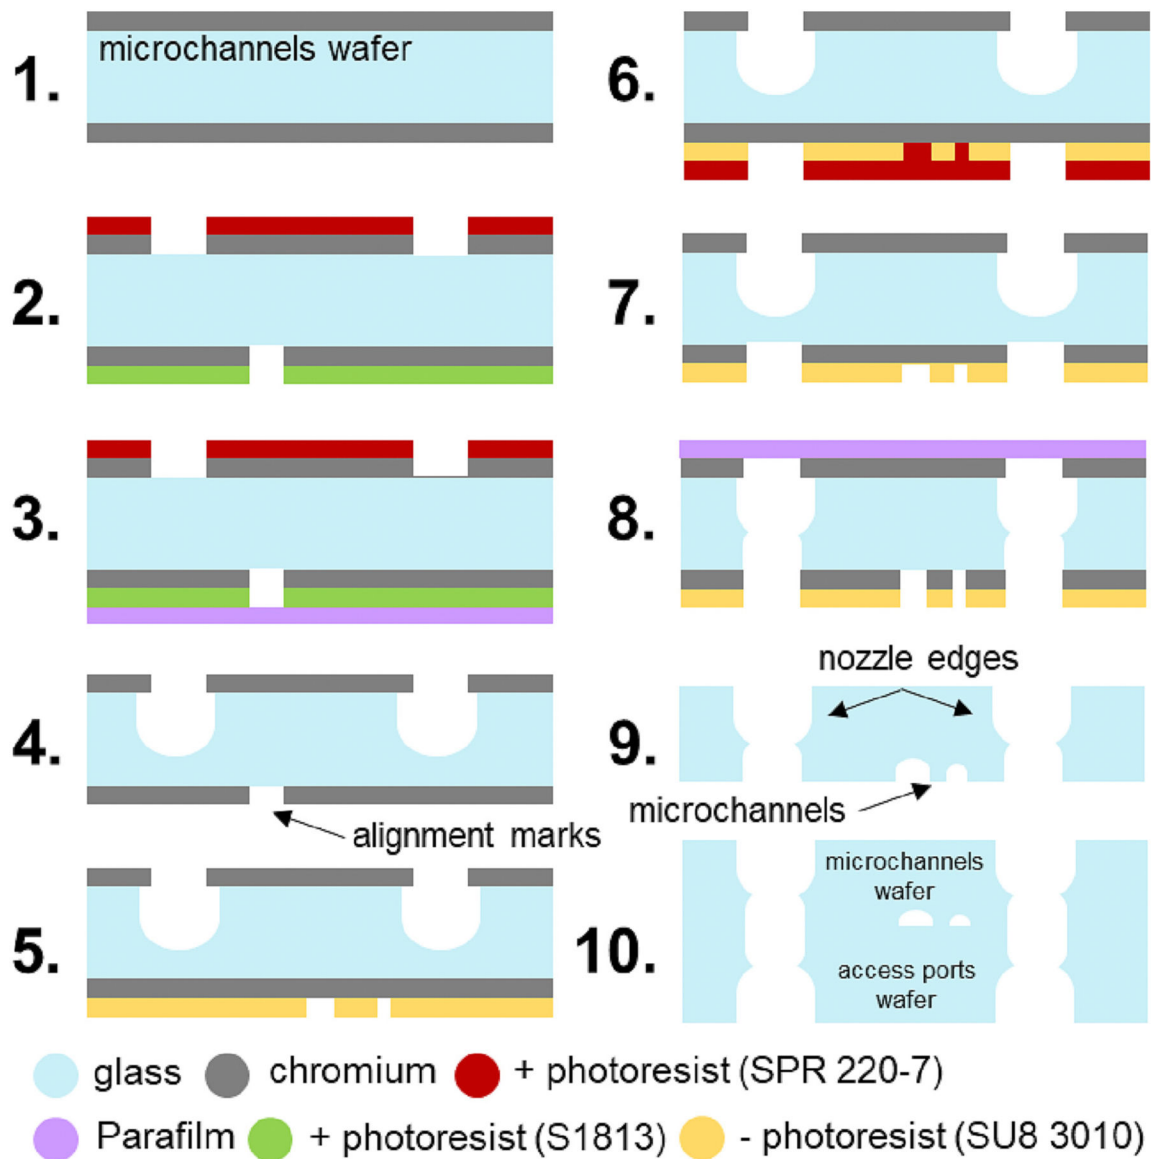 1.
microchannels wafer
2.
3.
4.
alignment marks
5.
6.
7.
8.
nozzle edges
9.
microchannels
10.
microchannels
wafer
access ports
wafer
glass chromium + photoresist (SPR 220-7)
Parafilm + photoresist (S1813) - photoresist (SU8 3010)